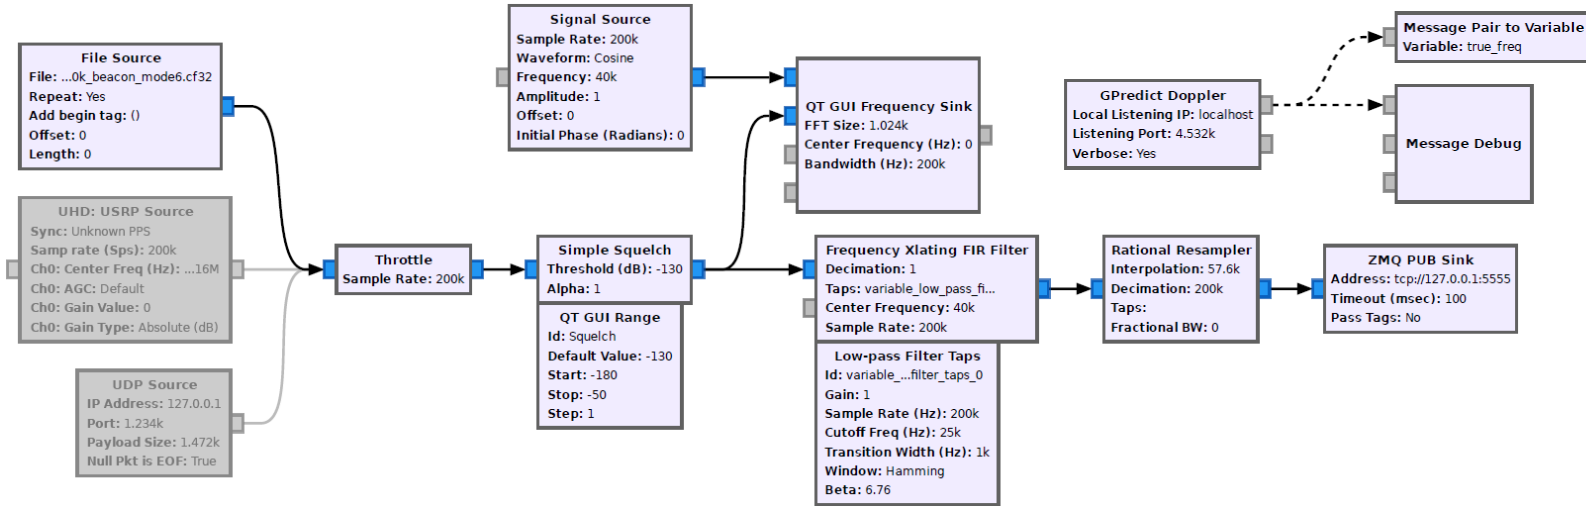 File Source
File: ...0k_beacon_mode6.cf32
Repeat: Yes
Add begin tag: ()
Offset: 0
Length: 0
UHD: USRP Source
Sync: Unknown PPS
Samp rate (Sps): 200k
Ch0: Center Freq (Hz): ...16M
Ch0: AGC: Default
Ch0: Gain Value: 0
Ch0: Gain Type: Absolute (dB)
UDP Source
IP Address: 127.0.0.1
Port: 1.234k
Payload Size: 1.472k
Null Pkt is EOF: True
Throttle
Sample Rate: 200k
Signal Source
Sample Rate: 200k
Waveform: Cosine
Frequency: 40k
Amplitude: 1
Offset: 0
Initial Phase (Radians): 0
Simple Squelch
Threshold (dB): -130
Alpha: 1
QT GUI Range
Id: Squelch
Default Value: -130
Start: -180
Stop: -50
Step: 1
QT GUI Frequency Sink
FFT Size: 1.024k
Center Frequency (Hz): 0
Bandwidth (Hz): 200k
Frequency Xlating FIR Filter
Decimation: 1
Taps: variable_low_pass_fi...
Center Frequency: 40k
Sample Rate: 200k
Low-pass Filter Taps
Id: variable_...filter_taps_0
Gain: 1
Sample Rate (Hz): 200k
Cutoff Freq (Hz): 25k
Transition Width (Hz): 1k
Window: Hamming
Beta: 6.76
GPredict Doppler
Local Listening IP: localhost
Listening Port: 4.532k
Verbose: Yes
Message Pair to Variable
Variable: true_freq
Message Debug
Rational Resampler
Interpolation: 57.6k
Decimation: 200k
Taps:
Fractional BW: 0
ZMQ PUB Sink
Address: tcp://127.0.0.1:5555
Timeout (msec): 100
Pass Tags: No